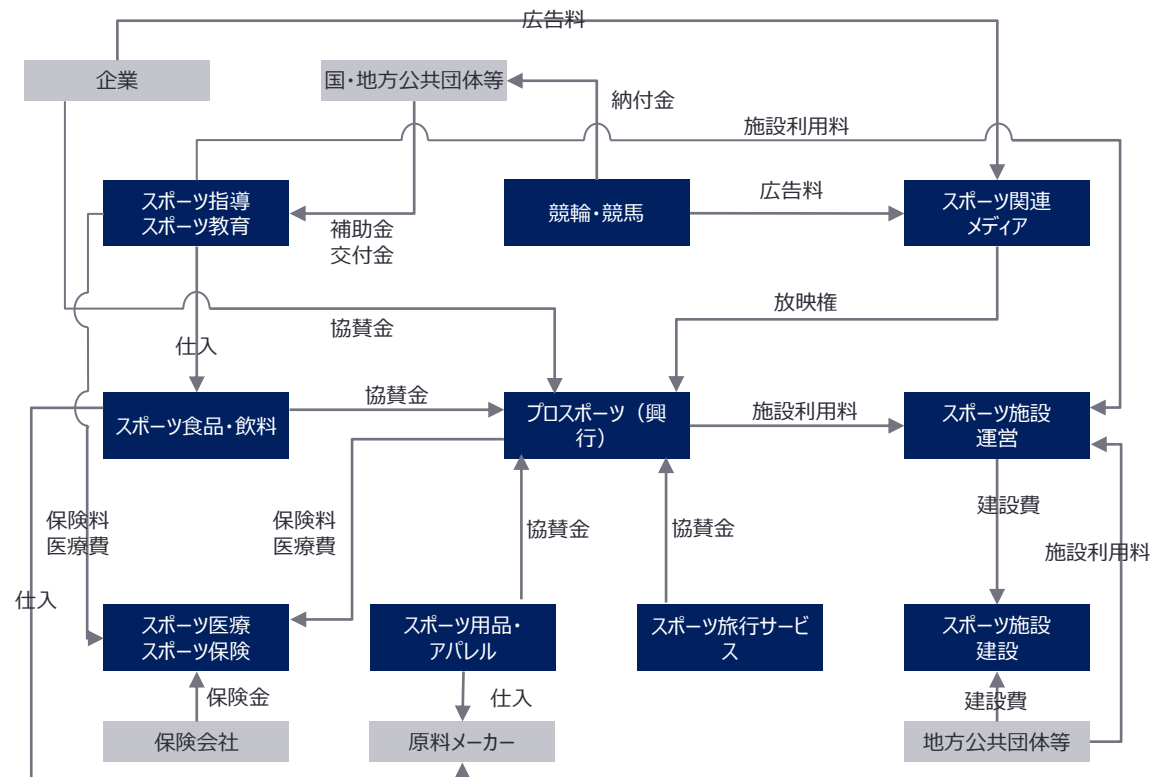 広告料
企業
国・地方公共団体等
納付金
施設利用料
スポーツ指導
スポーツ教育
補助金
交付金
競輪・競馬
広告料
スポーツ関連
メディア
放映権
協賛金
仕入
スポーツ食品・飲料
協賛金
プロスポーツ（興
行）
施設利用料
スポーツ施設
運営
保険料
医療費
保険料
医療費
協賛金
協賛金
建設費
施設利用料
仕入
スポーツ医療
スポーツ保険
スポーツ用品・
アパレル
スポーツ旅行サービ
ス
スポーツ施設
建設
保険金
仕入
建設費
保険会社
原料メーカー
地方公共団体等